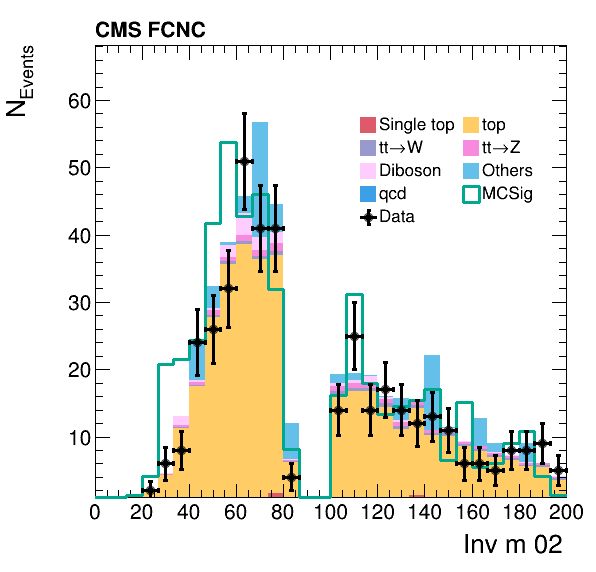 CMS FCNC
N_Events
60
50
40
30
20
10
Single top top
tt→W tt→Z
Diboson Others
qcd MCSig
Data
0 20 40 60 80 100 120 140 160 180 200
Inv m 02